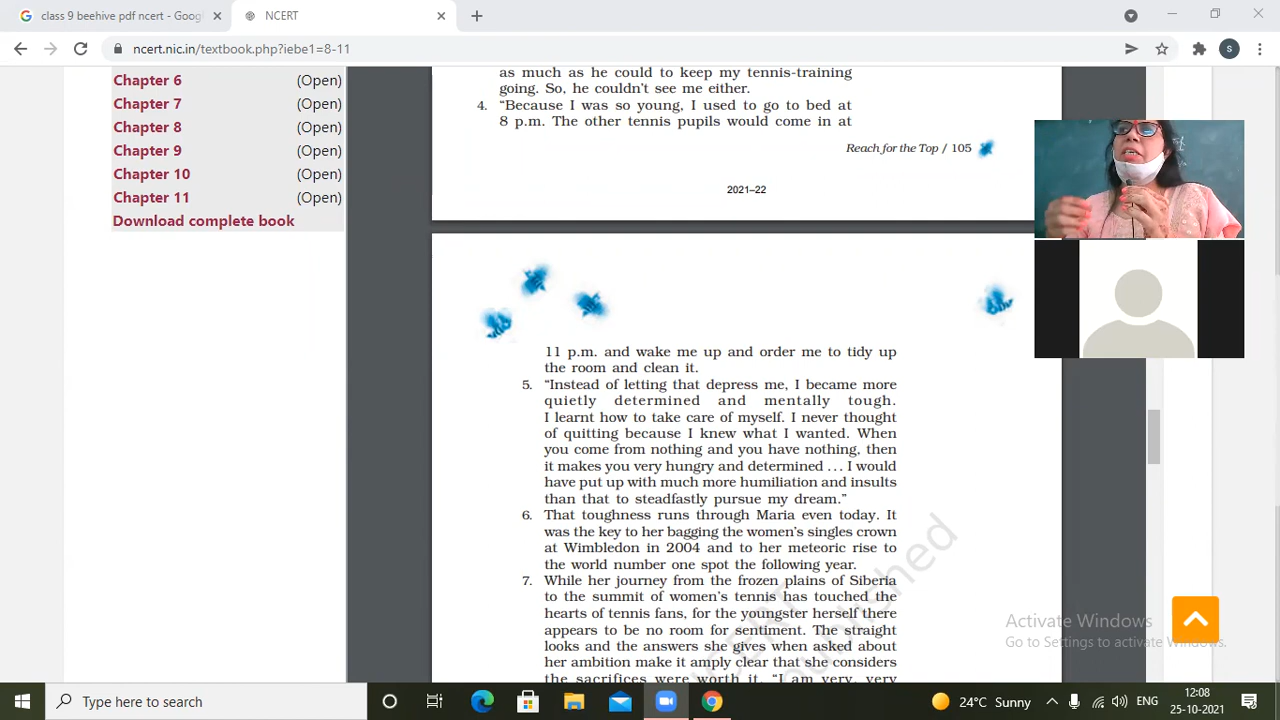 class 9 beehive pdf ncert - Goog
NCERT
ncert.nic.in/textbook.php?iebe1=8-11
S
Chapter 6 (Open)
Chapter 7 (Open)
Chapter 8 (Open)
Chapter 9 (Open)
Chapter 10 (Open)
Chapter 11 (Open)
Download complete book
as much as he could to keep my tennis-training
going. So, he couldn't see me either.
4. “Because I was so young, I used to go to bed at
8 p.m. The other tennis pupils would come in at
Reach for the Top / 105
2021–22
11 p.m. and wake me up and order me to tidy up
the room and clean it.
5. “Instead of letting that depress me, I became more
quietly determined and mentally tough.
I learnt how to take care of myself. I never thought
of quitting because I knew what I wanted. When
you come from nothing and you have nothing, then
it makes you very hungry and determined ... I would
have put up with much more humiliation and insults
than that to steadfastly pursue my dream.”
6. That toughness runs through Maria even today. It
was the key to her bagging the women's singles crown
at Wimbledon in 2004 and to her meteoric rise to
the world number one spot the following year.
7. While her journey from the frozen plains of Siberia
to the summit of women's tennis has touched the
hearts of tennis fans, for the youngster herself there
appears to be no room for sentiment. The straight
looks and the answers she gives when asked about
her ambition make it amply clear that she considers
the sacrifices were worth it. “I am very, very
Activate Windows
Go to Settings to activate Windows.
Type here to search
24°C Sunny
ENG
12:08
25-10-2021